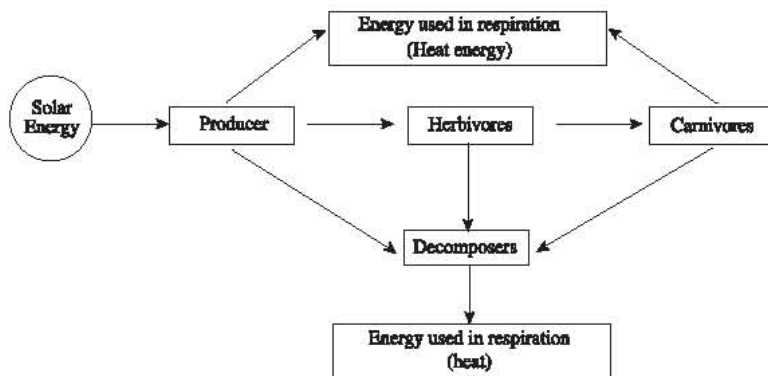 Energy used in respiration
(Heat energy)
Solar
Energy
Producer
Herbivores
Carnivores
Decomposers
Energy used in respiration
(heat)